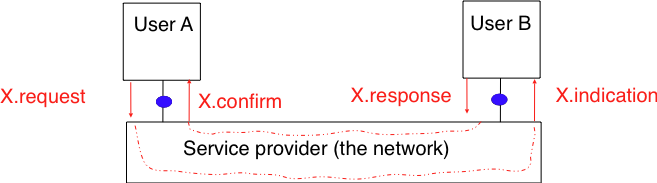 User A
User B
X.request
X.confirm
X.response
X.indication
Service provider (the network)